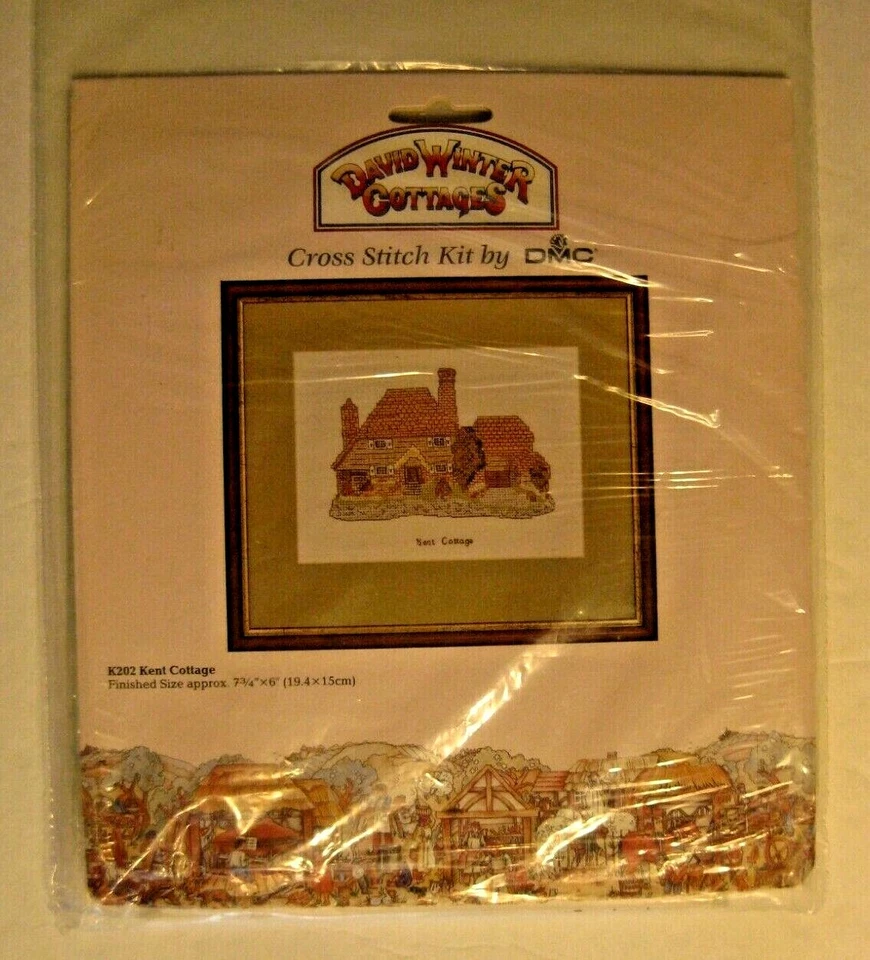 DAVID WINTER
COTTAGES
Cross Stitch Kit by DMC
Kent Cottage
K202 Kent Cottage
Finished Size approx. 7¾"×6" (19.4×15cm)